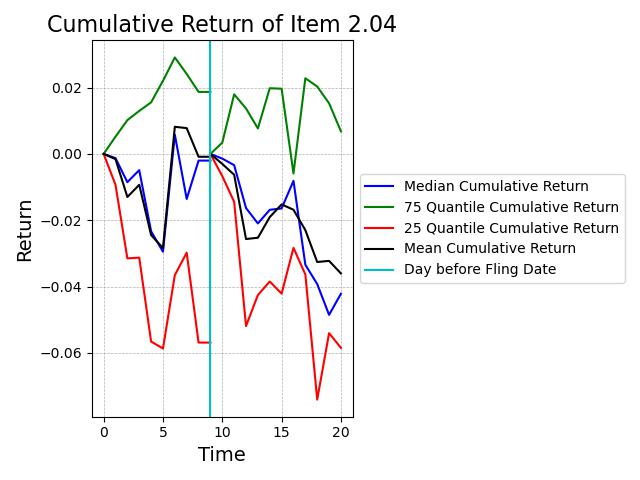 Cumulative Return of Item 2.04
0.02
0.00
−0.02
−0.04
−0.06
Return
0 5 10 15 20
Time
Median Cumulative Return
75 Quantile Cumulative Return
25 Quantile Cumulative Return
Mean Cumulative Return
Day before Fling Date